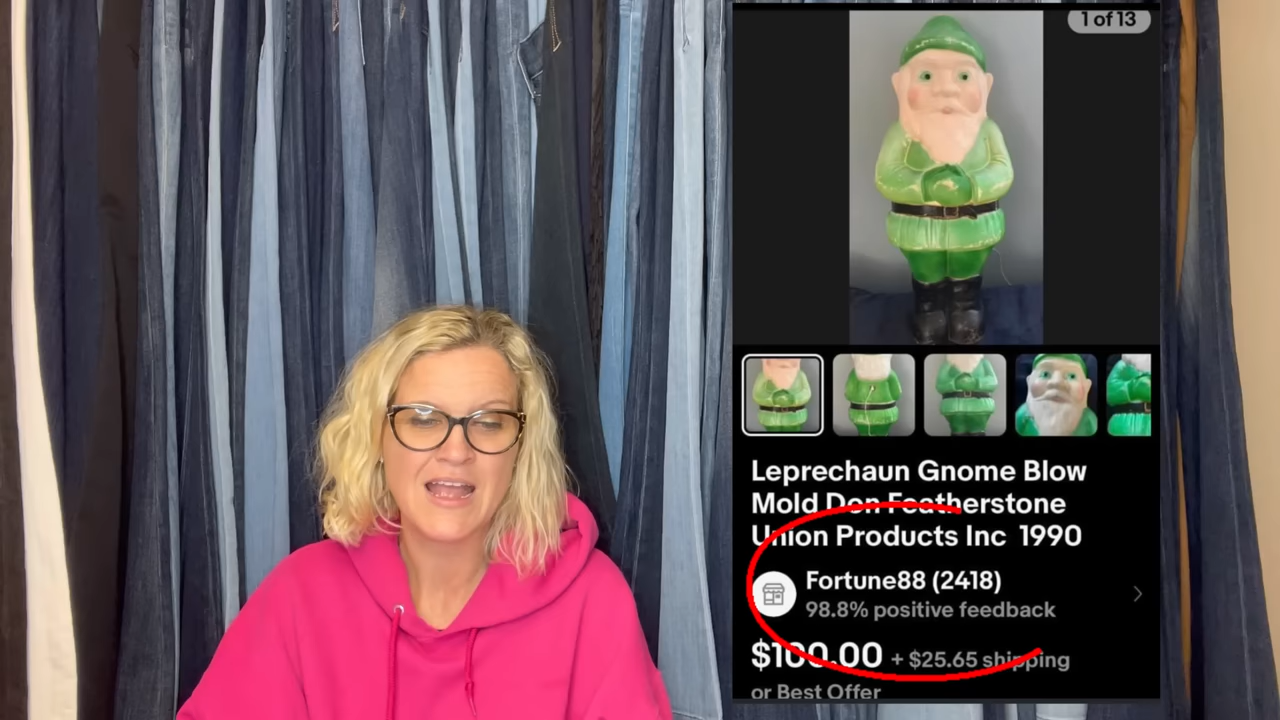 1 of 13
Leprechaun Gnome Blow
Mold Don Featherstone
Union Products Inc 1990
Fortune88 (2418)
98.8% positive feedback
$100.00 + $25.65 shipping
or Best Offer